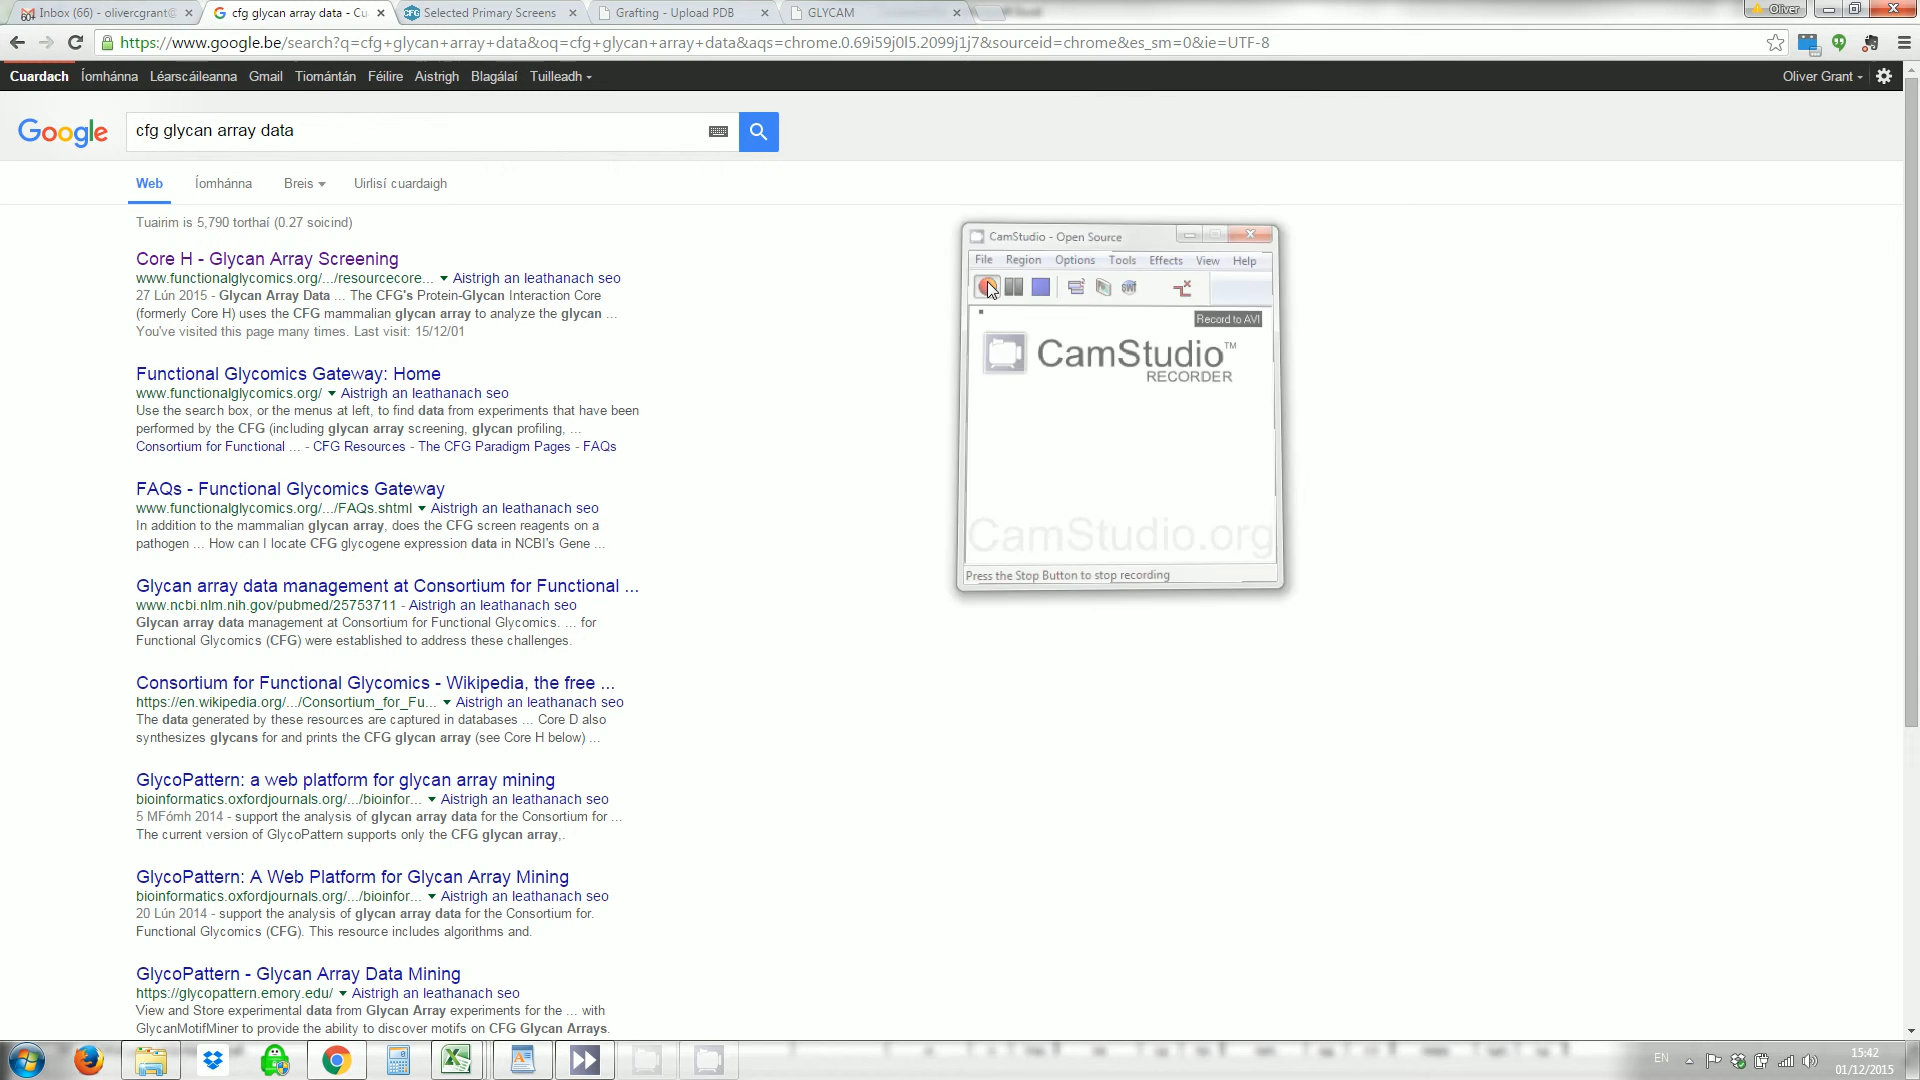 Inbox (66) - olivercgrant@
cfg glycan array data - Cu
Selected Primary Screens
Grafting - Upload PDB
GLYCAM
Oliver
https://www.google.be/search?q=cfg+glycan+array+data&oq=cfg+glycan+array+data&aqs=chrome.0.69i59j0l5.2099j1j7&sourceid=chrome&es_sm=0&ie=UTF-8
Cuardach Íomhánna Léarscáileanna Gmail Tiomántán Féilire Aistrigh Blagálaí Tuilleadh
Oliver Grant
Google
cfg glycan array data
Web Íomhánna Breis Uirlisí cuardaigh
Tuairim is 5,790 torthaí (0.27 soicind)
Core H - Glycan Array Screening
www.functionalglycomics.org/.../resourcecore... Aistrigh an leathanach seo
27 Lún 2015 - Glycan Array Data ... The CFG's Protein-Glycan Interaction Core
(formerly Core H) uses the CFG mammalian glycan array to analyze the glycan ...
You've visited this page many times. Last visit: 15/12/01
Functional Glycomics Gateway: Home
www.functionalglycomics.org/ Aistrigh an leathanach seo
Use the search box, or the menus at left, to find data from experiments that have been
performed by the CFG (including glycan array screening, glycan profiling, ...
Consortium for Functional ... - CFG Resources - The CFG Paradigm Pages - FAQs
FAQs - Functional Glycomics Gateway
www.functionalglycomics.org/.../FAQs.shtml Aistrigh an leathanach seo
In addition to the mammalian glycan array, does the CFG screen reagents on a
pathogen ... How can I locate CFG glycogene expression data in NCBI's Gene ...
Glycan array data management at Consortium for Functional ...
www.ncbi.nlm.nih.gov/pubmed/25753711 - Aistrigh an leathanach seo
Glycan array data management at Consortium for Functional Glycomics. ... for
Functional Glycomics (CFG) were established to address these challenges.
Consortium for Functional Glycomics - Wikipedia, the free ...
https://en.wikipedia.org/.../Consortium_for_Fu... Aistrigh an leathanach seo
The data generated by these resources are captured in databases ... Core D also
synthesizes glycans for and prints the CFG glycan array (see Core H below) ...
GlycoPattern: a web platform for glycan array mining
bioinformatics.oxfordjournals.org/.../bioinfor... Aistrigh an leathanach seo
5 MFómh 2014 - support the analysis of glycan array data for the Consortium for ...
The current version of GlycoPattern supports only the CFG glycan array,.
GlycoPattern: A Web Platform for Glycan Array Mining
bioinformatics.oxfordjournals.org/.../bioinfor... Aistrigh an leathanach seo
20 Lún 2014 - support the analysis of glycan array data for the Consortium for.
Functional Glycomics (CFG). This resource includes algorithms and.
GlycoPattern - Glycan Array Data Mining
https://glycopattern.emory.edu/ Aistrigh an leathanach seo
View and Store experimental data from Glycan Array experiments for the ... with
GlycanMotifMiner to provide the ability to discover motifs on CFG Glycan Arrays.
CamStudio - Open Source
File Region Options Tools Effects View Help
Record to AVI
CamStudio™
RECORDER
CamStudio.org
Press the Stop Button to stop recording
EN
15:42
01/12/2015